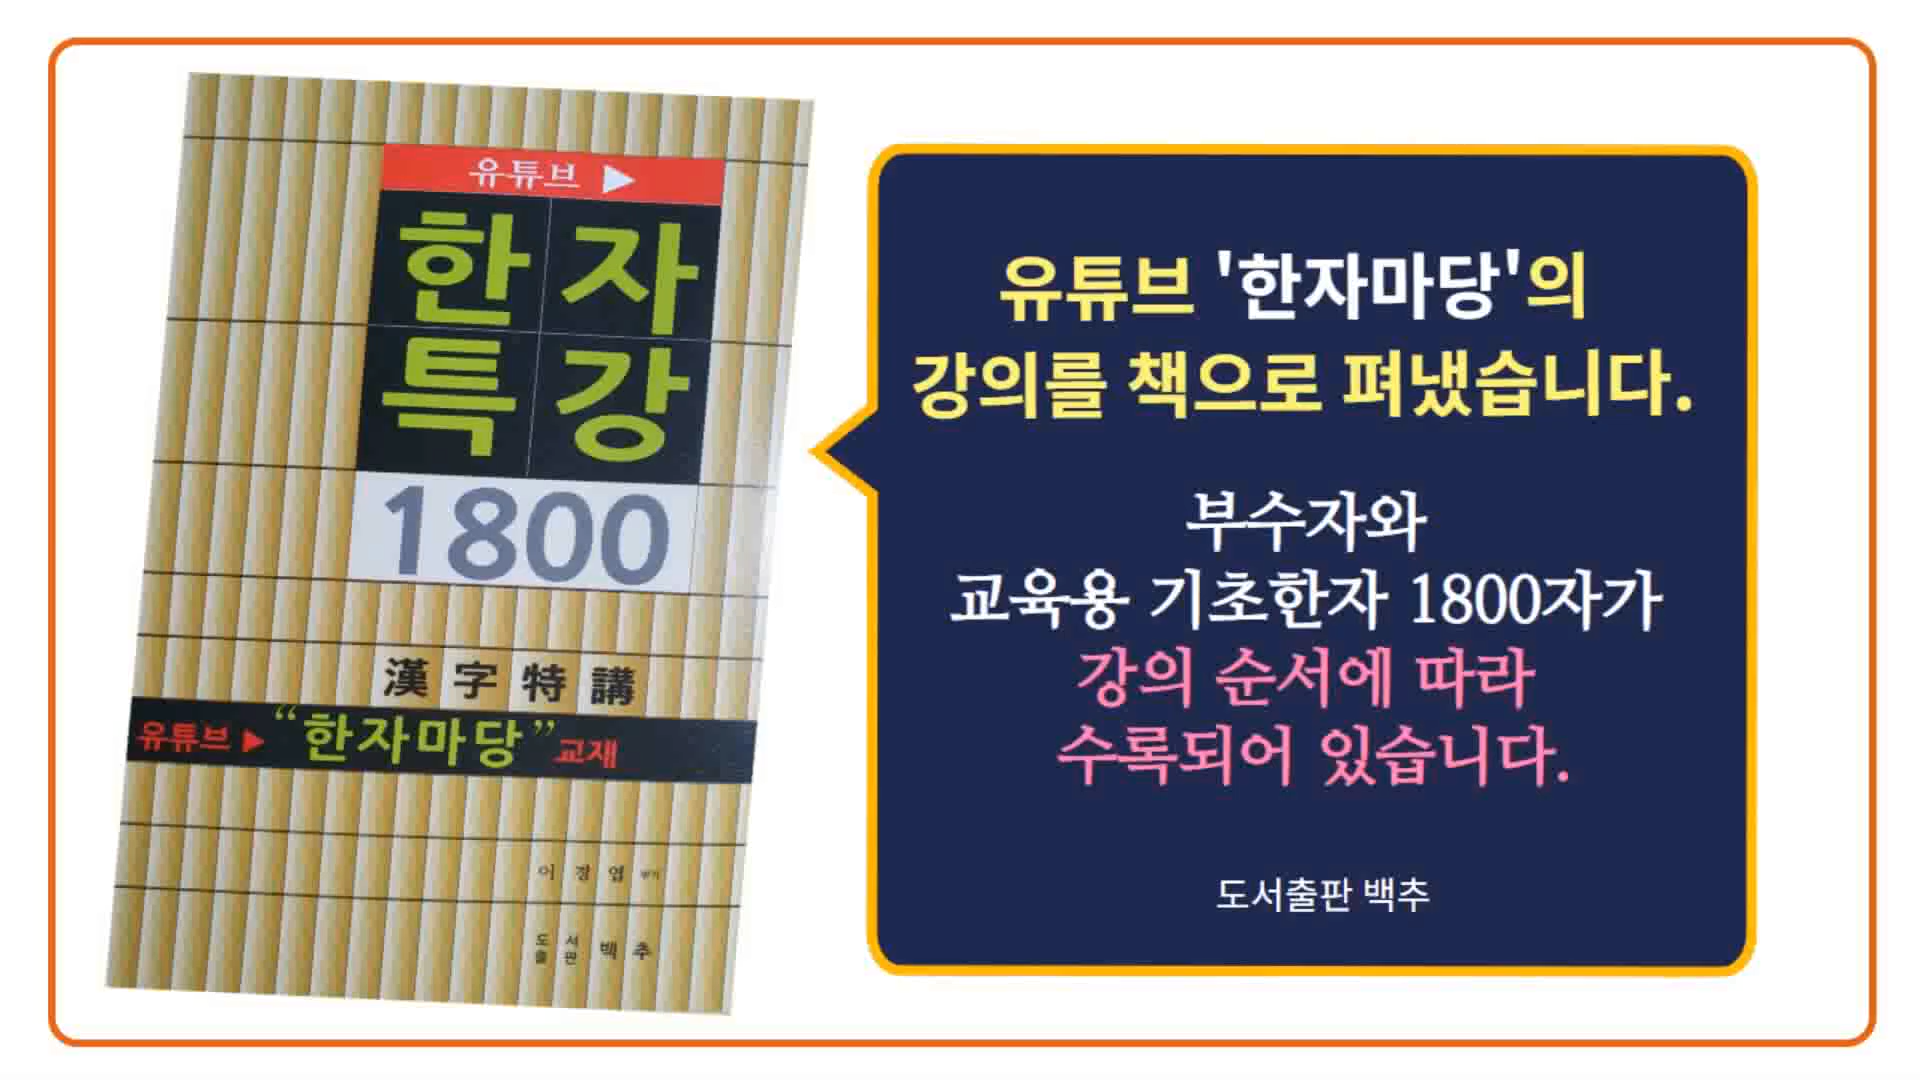 유튜브 ▶
한자
특강
1800
漢字特講
유튜브 ▶ “한자마당” 교재
이 강 엽
도서출판 백추
유튜브 '한자마당'의
강의를 책으로 펴냈습니다.
부수자와
교육용 기초한자 1800자가
강의 순서에 따라
수록되어 있습니다.
도서출판 백추